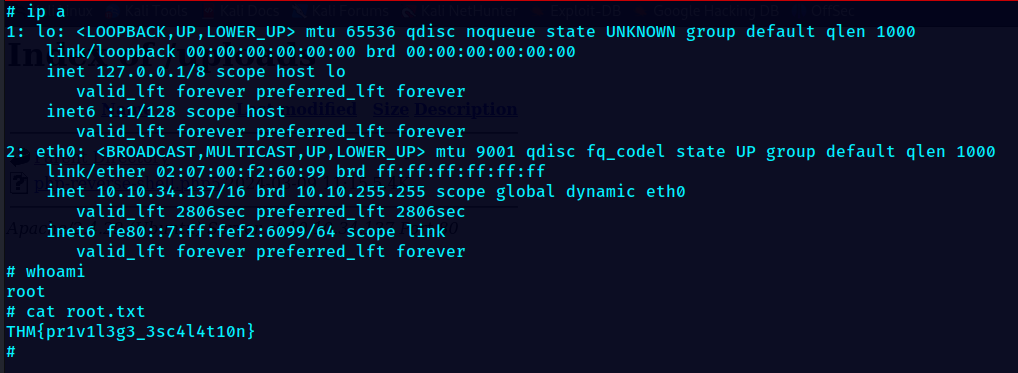 # ip a
1: lo: <LOOPBACK,UP,LOWER_UP> mtu 65536 qdisc noqueue state UNKNOWN group default qlen 1000
    link/loopback 00:00:00:00:00:00 brd 00:00:00:00:00:00
    inet 127.0.0.1/8 scope host lo
       valid_lft forever preferred_lft forever
    inet6 ::1/128 scope host
       valid_lft forever preferred_lft forever
2: eth0: <BROADCAST,MULTICAST,UP,LOWER_UP> mtu 9001 qdisc fq_codel state UP group default qlen 1000
    link/ether 02:07:00:f2:60:99 brd ff:ff:ff:ff:ff:ff
    inet 10.10.34.137/16 brd 10.10.255.255 scope global dynamic eth0
       valid_lft 2806sec preferred_lft 2806sec
    inet6 fe80::7:ff:fef2:6099/64 scope link
       valid_lft forever preferred_lft forever
# whoami
root
# cat root.txt
THM{pr1v1l3g3_3sc4l4t10n}
#
Size Description